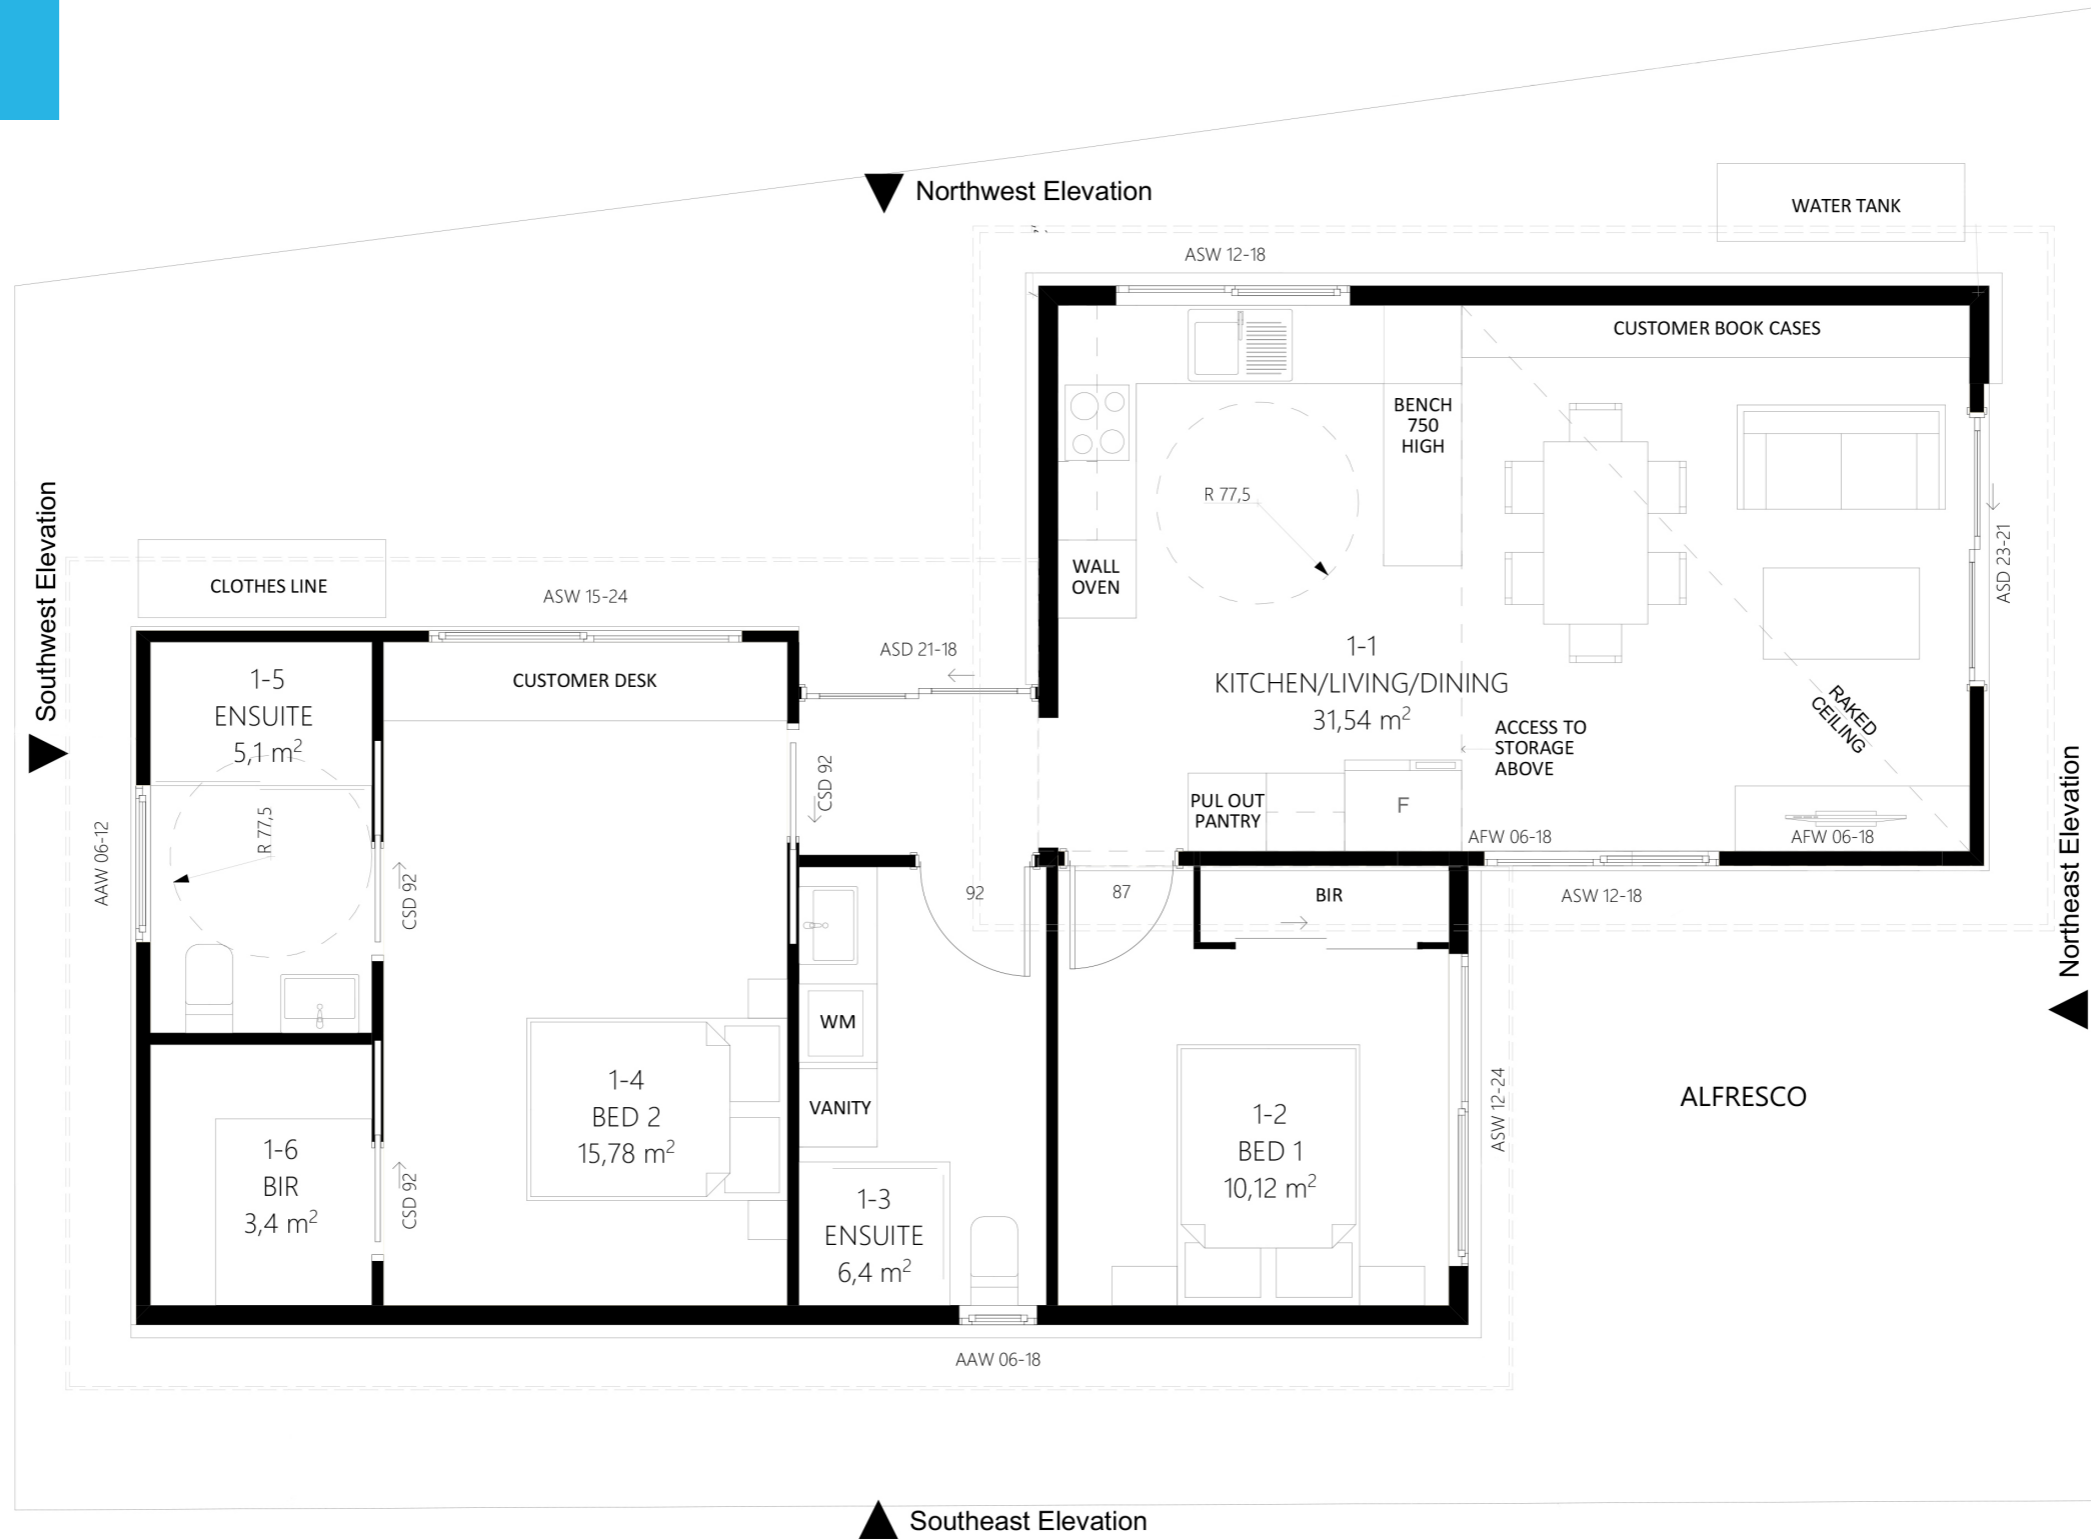 Northwest Elevation
WATER TANK
ASW 12-18
CUSTOMER BOOK CASES
BENCH
750
HIGH
R 77,5
WALL
OVEN
ASD 23-21
Southwest Elevation
CLOTHES LINE
ASW 15-24
1-1
KITCHEN/LIVING/DINING
31,54 m²
ASD 21-18
1-5
ENSUITE
5,1 m²
CUSTOMER DESK
RAKED
CEILING
ACCESS TO
STORAGE
ABOVE
CSD 92
PUL OUT
PANTRY
F
AFW 06-18
AFW 06-18
R 77,5
AAW 06-12
CSD 92
92
87
BIR
ASW 12-18
Northeast Elevation
WM
1-4
BED 2
15,78 m²
VANITY
1-2
BED 1
10,12 m²
ASW 12-24
ALFRESCO
1-6
BIR
3,4 m²
CSD 92
1-3
ENSUITE
6,4 m²
AAW 06-18
Southeast Elevation